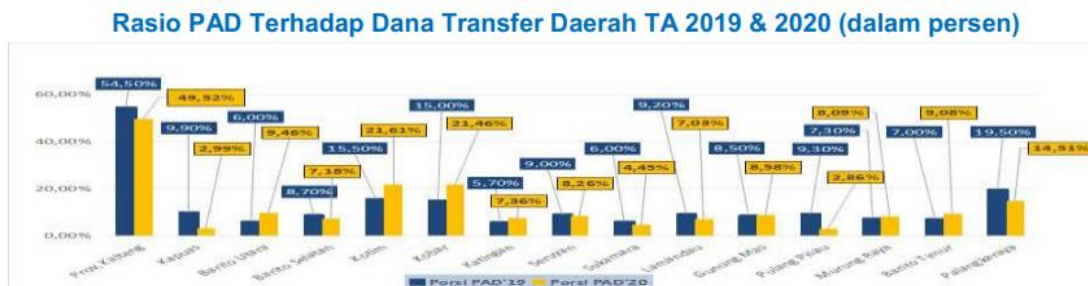 Rasio PAD Terhadap Dana Transfer Daerah TA 2019 & 2020 (dalam persen)
54,50%
49,52%
9,90%
2,99%
6,00%
9,46%
8,70%
7,18%
15,50%
21,61%
15,00%
21,46%
5,70%
7,36%
9,00%
8,26%
6,00%
4,45%
9,20%
7,03%
8,50%
8,58%
9,30%
2,86%
7,30%
8,09%
7,00%
9,08%
19,50%
14,51%
60,00%
40,00%
20,00%
0,00%
Prov. Kalteng
Kapuas
Barito Utara
Barito Selatan
Kotim
Kobar
Katingan
Seruyan
Sukamara
Lamandau
Gunung Mas
Pulang Pisau
Murung Raya
Barito Timur
Palangkaraya
Porsi PAD'19
Porsi PAD'20